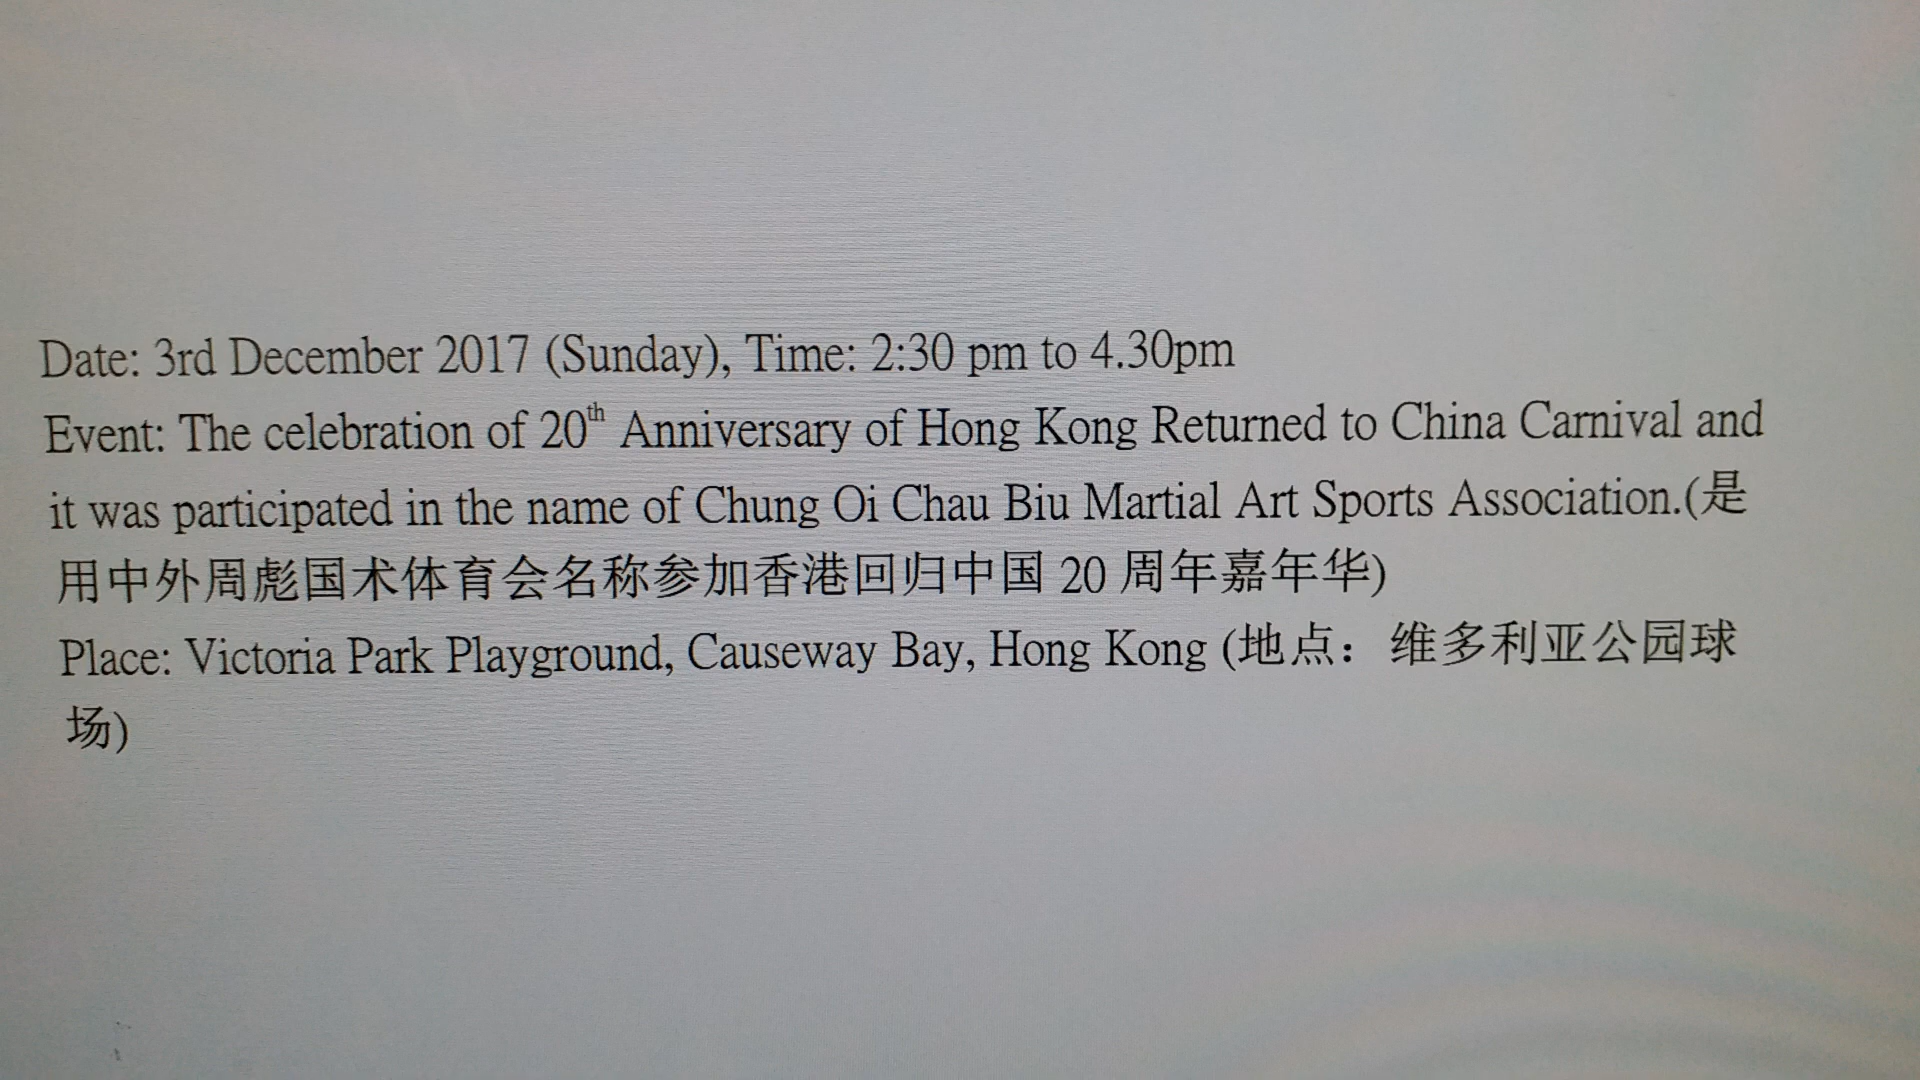 Date: 3rd December 2017 (Sunday), Time: 2:30 pm to 4.30pm
Event: The celebration of 20th Anniversary of Hong Kong Returned to China Carnival and
it was participated in the name of Chung Oi Chau Biu Martial Art Sports Association.(是
用中外周彪国术体育会名称参加香港回归中国 20 周年嘉年华)
Place: Victoria Park Playground, Causeway Bay, Hong Kong (地点：维多利亚公园球
场)